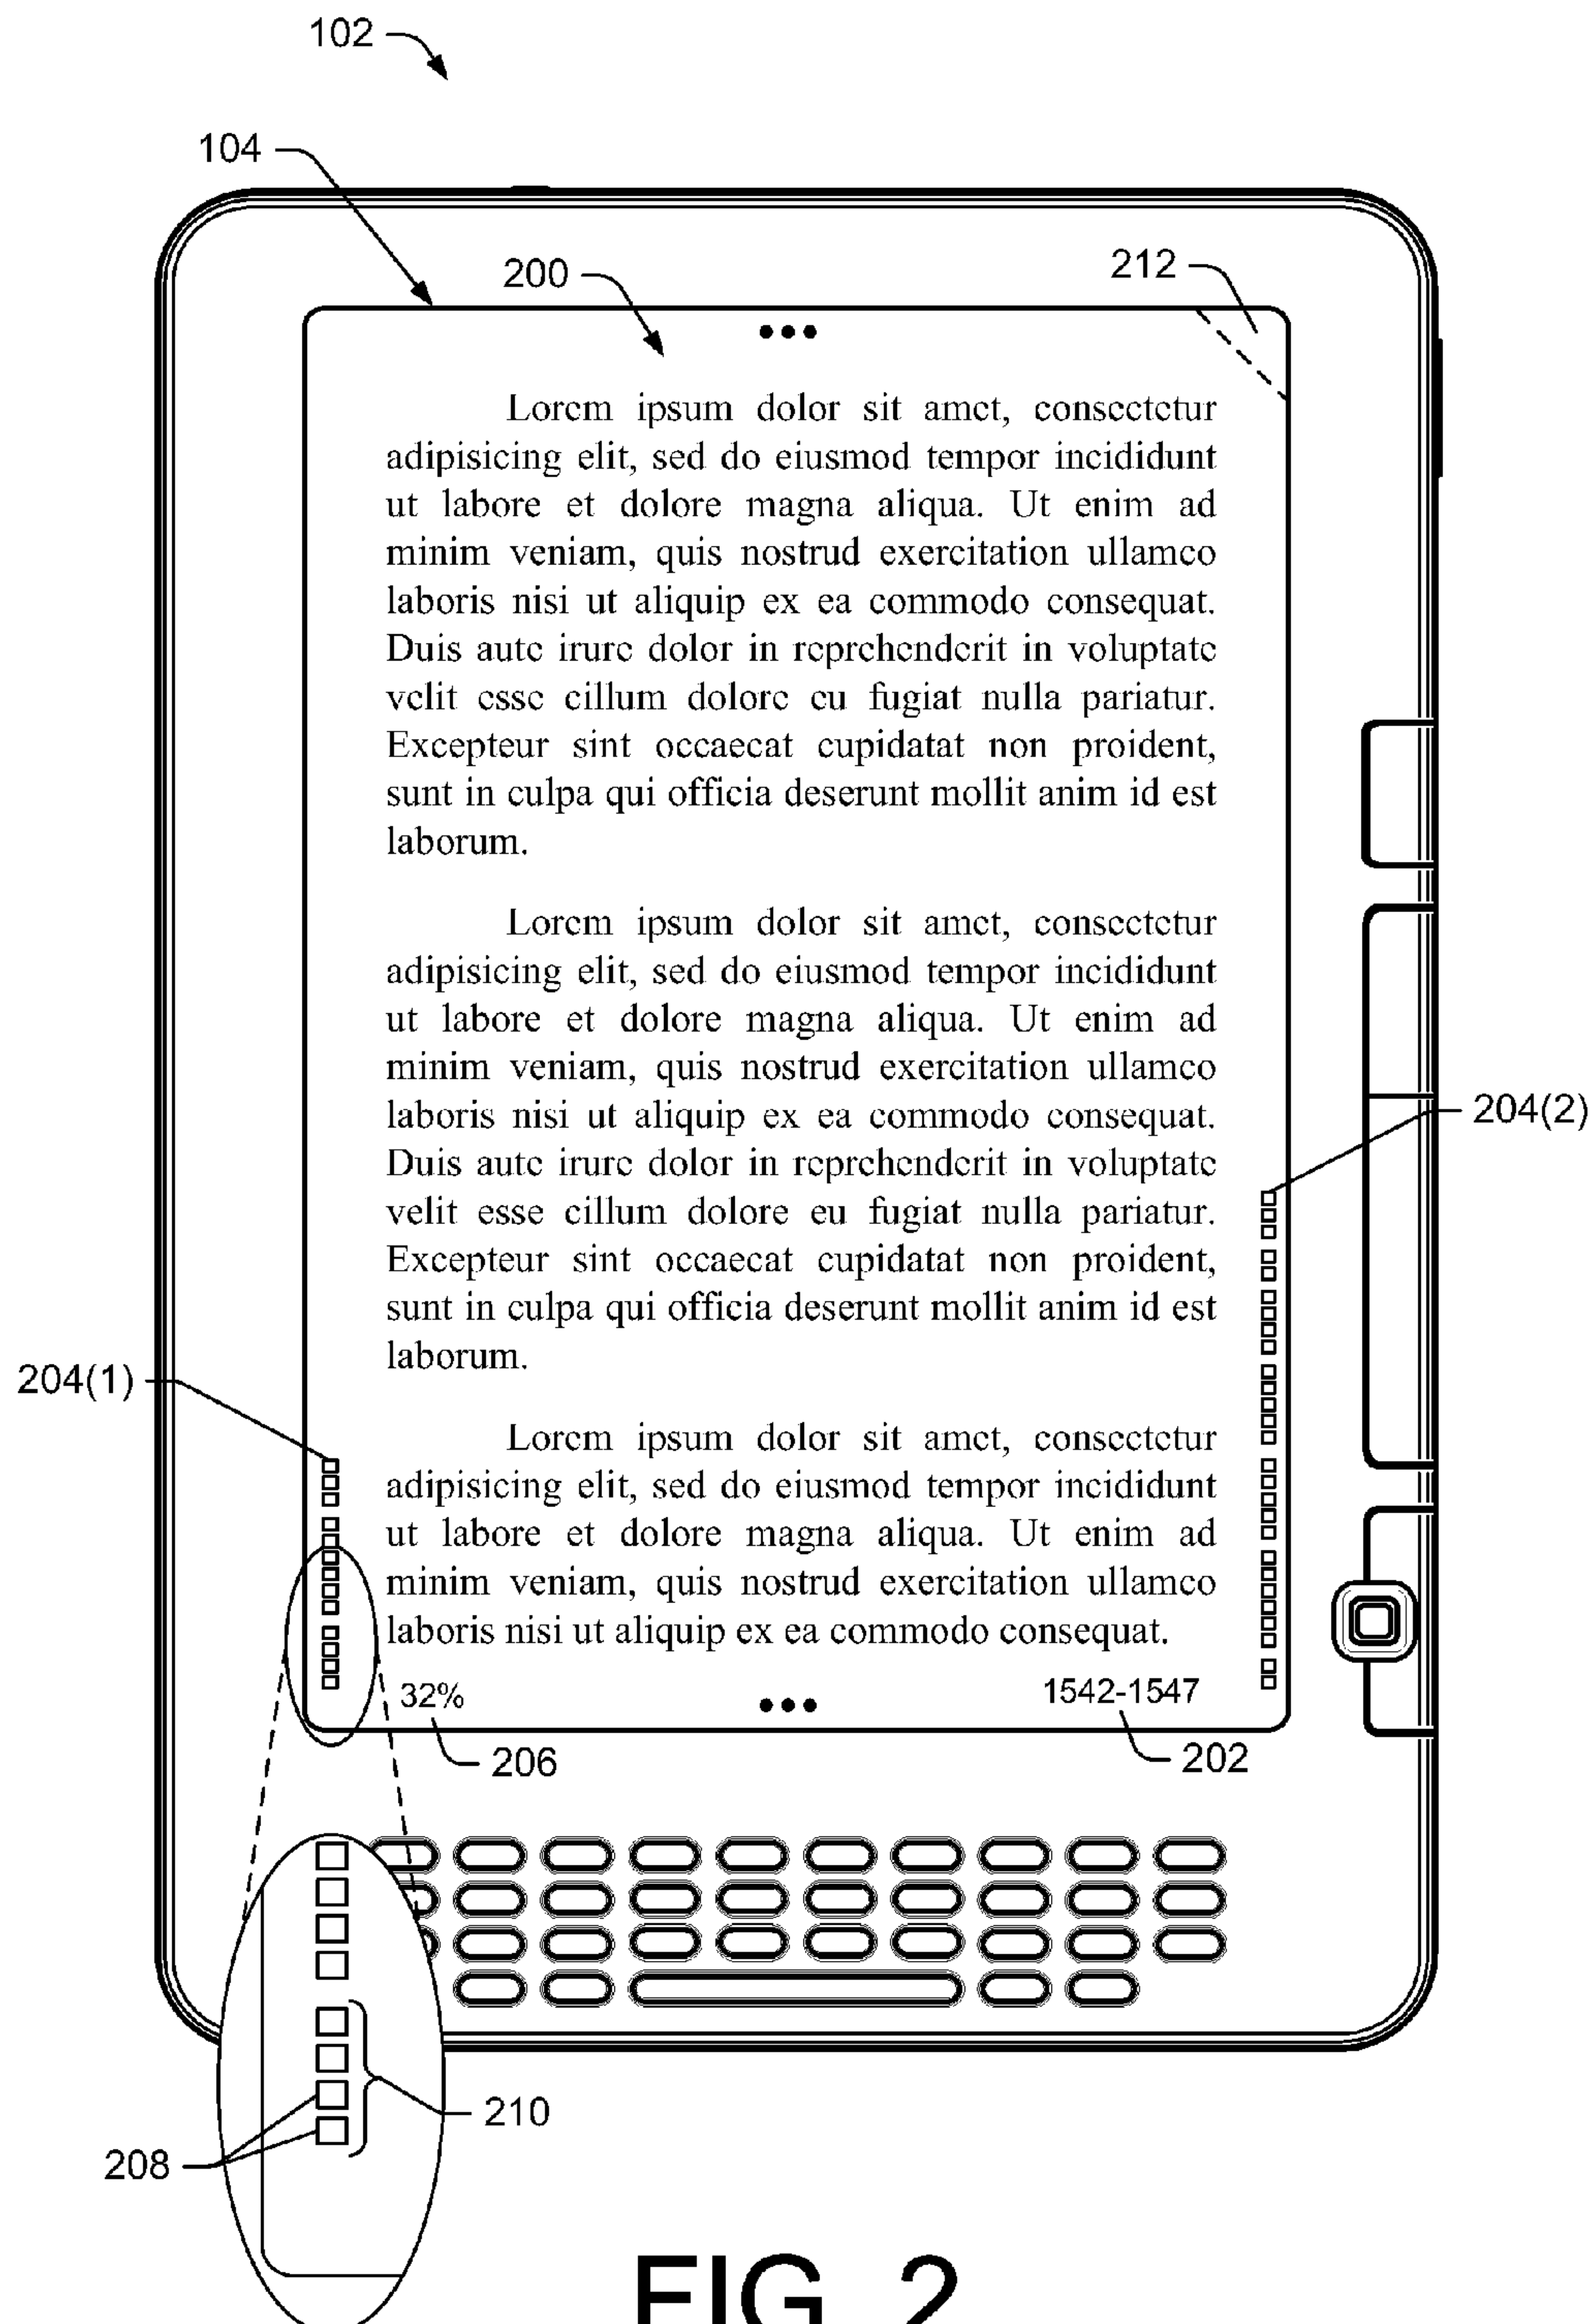 102
104
200
212
Lorem ipsum dolor sit amet, consectetur
adipisicing elit, sed do eiusmod tempor incididunt
ut labore et dolore magna aliqua. Ut enim ad
minim veniam, quis nostrud exercitation ullamco
laboris nisi ut aliquip ex ea commodo consequat.
Duis aute irure dolor in reprehenderit in voluptate
velit esse cillum dolore eu fugiat nulla pariatur.
Excepteur sint occaecat cupidatat non proident,
sunt in culpa qui officia deserunt mollit anim id est
laborum.
Lorem ipsum dolor sit amet, consectetur
adipisicing elit, sed do eiusmod tempor incididunt
ut labore et dolore magna aliqua. Ut enim ad
minim veniam, quis nostrud exercitation ullamco
laboris nisi ut aliquip ex ea commodo consequat.
Duis aute irure dolor in reprehenderit in voluptate
velit esse cillum dolore eu fugiat nulla pariatur.
Excepteur sint occaecat cupidatat non proident,
sunt in culpa qui officia deserunt mollit anim id est
laborum.
204(2)
204(1)
Lorem ipsum dolor sit amet, consectetur
adipisicing elit, sed do eiusmod tempor incididunt
ut labore et dolore magna aliqua. Ut enim ad
minim veniam, quis nostrud exercitation ullamco
laboris nisi ut aliquip ex ea commodo consequat.
32%
1542-1547
206
202
210
208
FIG. 2